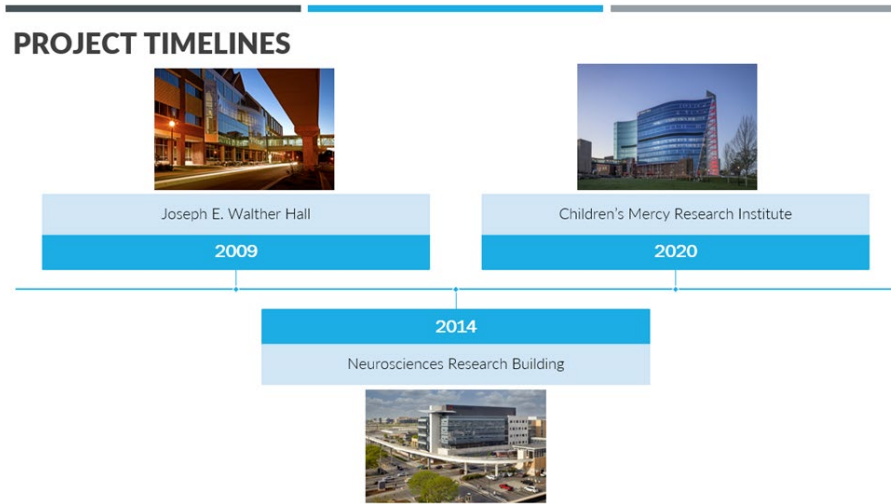 PROJECT TIMELINES
Joseph E. Walther Hall
2009
Children's Mercy Research Institute
2020
2014
Neurosciences Research Building